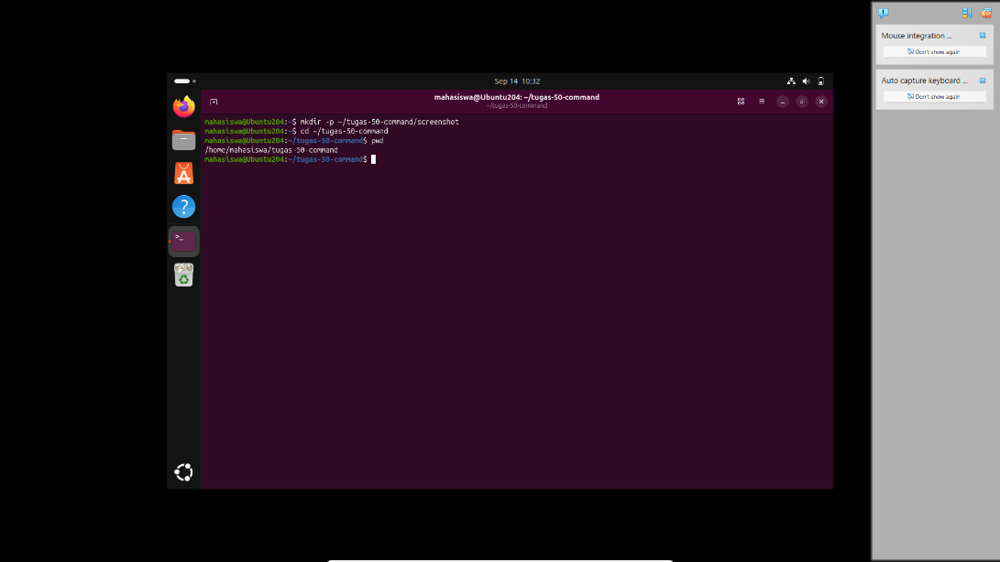 Sep 14 10:32
mahasiswa@Ubuntu204: ~/tugas-50-command
~/tugas-50-command
mahasiswa@Ubuntu204:~$ mkdir -p ~/tugas-50-command/screenshot
mahasiswa@Ubuntu204:~$ cd ~/tugas-50-command
mahasiswa@Ubuntu204:~/tugas-50-command$ pwd
/home/mahasiswa/tugas-50-command
mahasiswa@Ubuntu204:~/tugas-50-command$
Mouse integration ...
Don't show again
Auto capture keyboard ...
Don't show again